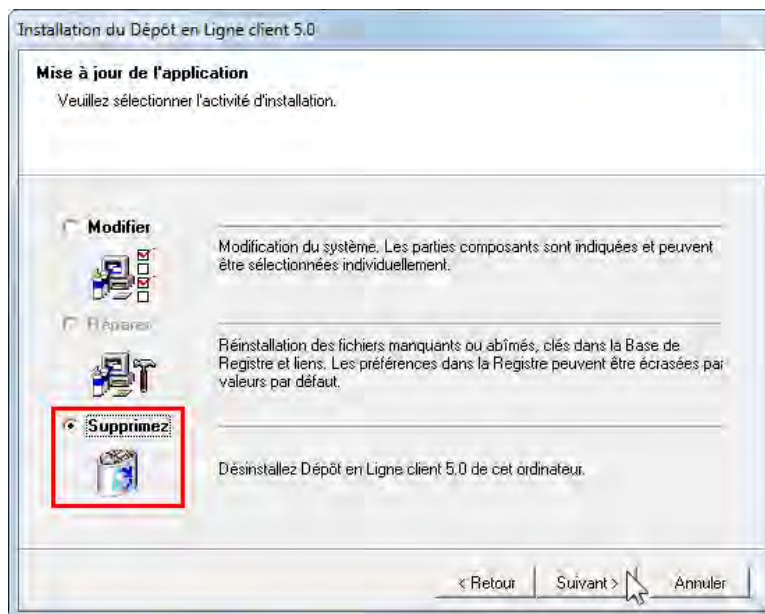 Installation du Dépôt en Ligne client 5.0
Mise à jour de l'application
Veuillez sélectionner l'activité d'installation.
Modifier
Modification du système. Les parties composants sont indiquées et peuvent
être sélectionnées individuellement.
Réparer
Réinstallation des fichiers manquants ou abîmés, clés dans la Base de
Registre et liens. Les préférences dans la Registre peuvent être écrasées par
valeurs par défaut.
Supprimez
Désinstallez Dépôt en Ligne client 5.0 de cet ordinateur.
< Retour Suivant > Annuler